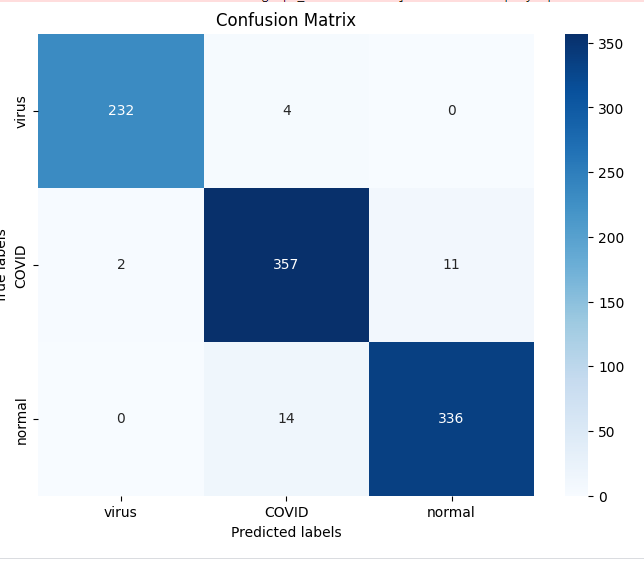 Confusion Matrix
virus
232
4
0
COVID
2
357
11
normal
0
14
336
virus
COVID
normal
Predicted labels
labels
350
300
250
200
150
100
50
0